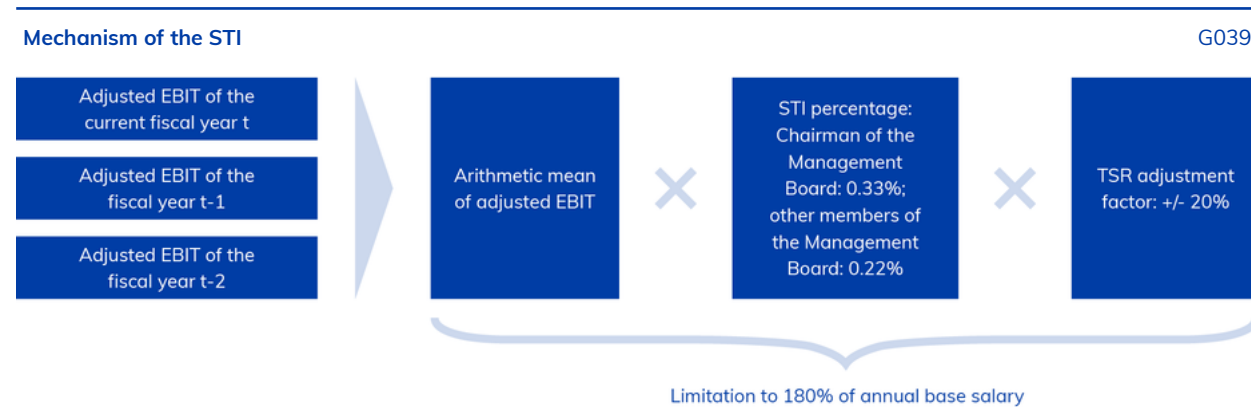 Mechanism of the STI
G039
Adjusted EBIT of the
current fiscal year t
Adjusted EBIT of the
fiscal year t-1
Adjusted EBIT of the
fiscal year t-2
Arithmetic mean
of adjusted EBIT
×
STI percentage:
Chairman of the
Management
Board: 0.33%;
other members of
the Management
Board: 0.22%
×
TSR adjustment
factor: +/- 20%
Limitation to 180% of annual base salary